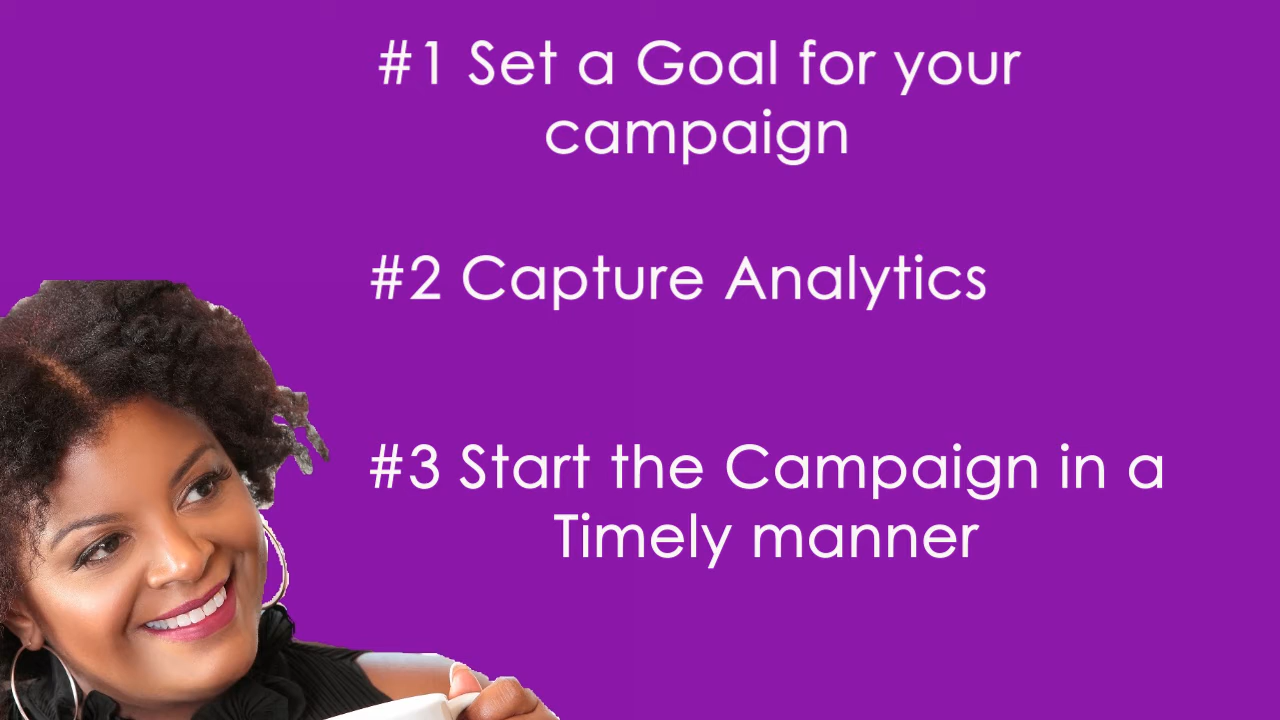 #1 Set a Goal for your
campaign
#2 Capture Analytics
#3 Start the Campaign in a
Timely manner